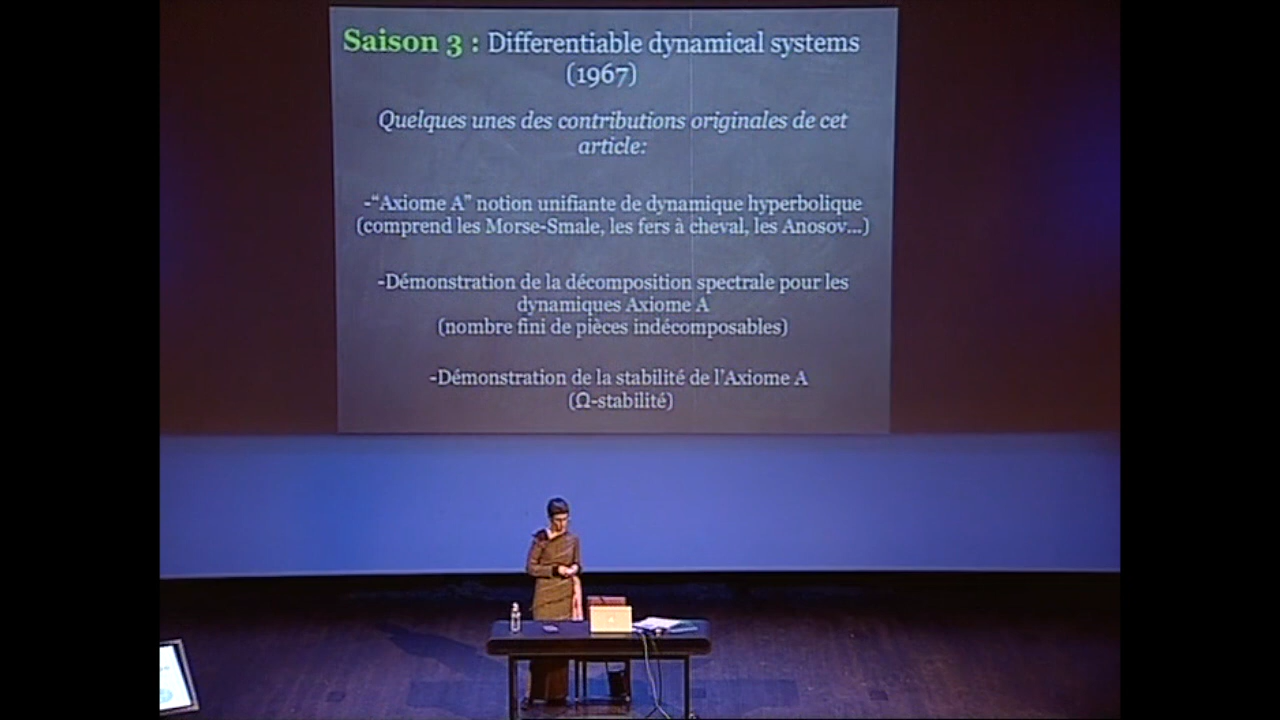 Saison 3 : Differentiable dynamical systems
(1967)
Quelques unes des contributions originales de cet
article:
-“Axiome A” notion unifiante de dynamique hyperbolique
(comprend les Morse-Smale, les fers à cheval, les Anosov...)
-Démonstration de la décomposition spectrale pour les
dynamiques Axiome A
(nombre fini de pièces indécomposables)
-Démonstration de la stabilité de l’Axiome A
(Ω-stabilité)